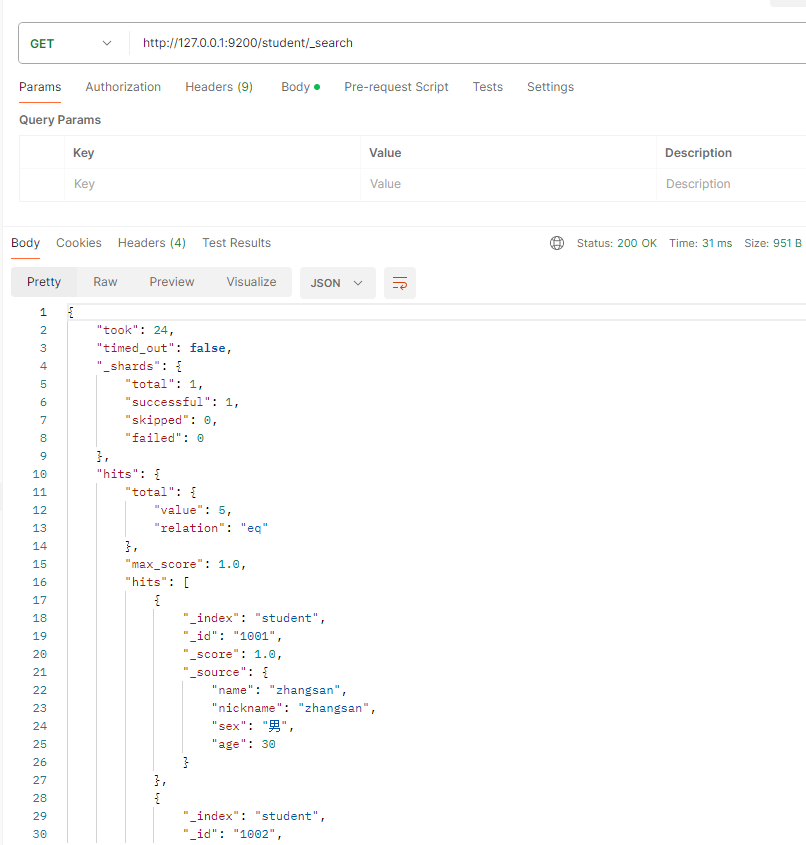 GET http://127.0.0.1:9200/student/_search
Params Authorization Headers (9) Body Pre-request Script Tests Settings
Query Params
Key Value Description
Key Value Description
Body Cookies Headers (4) Test Results Status: 200 OK Time: 31 ms Size: 951 B
Pretty Raw Preview Visualize JSON
1 {
2 "took": 24,
3 "timed_out": false,
4 "_shards": {
5 "total": 1,
6 "successful": 1,
7 "skipped": 0,
8 "failed": 0
9 },
10 "hits": {
11 "total": {
12 "value": 5,
13 "relation": "eq"
14 },
15 "max_score": 1.0,
16 "hits": [
17 {
18 "_index": "student",
19 "_id": "1001",
20 "_score": 1.0,
21 "_source": {
22 "name": "zhangsan",
23 "nickname": "zhangsan",
24 "sex": "男",
25 "age": 30
26 }
27 },
28 {
29 "_index": "student",
30 "_id": "1002",